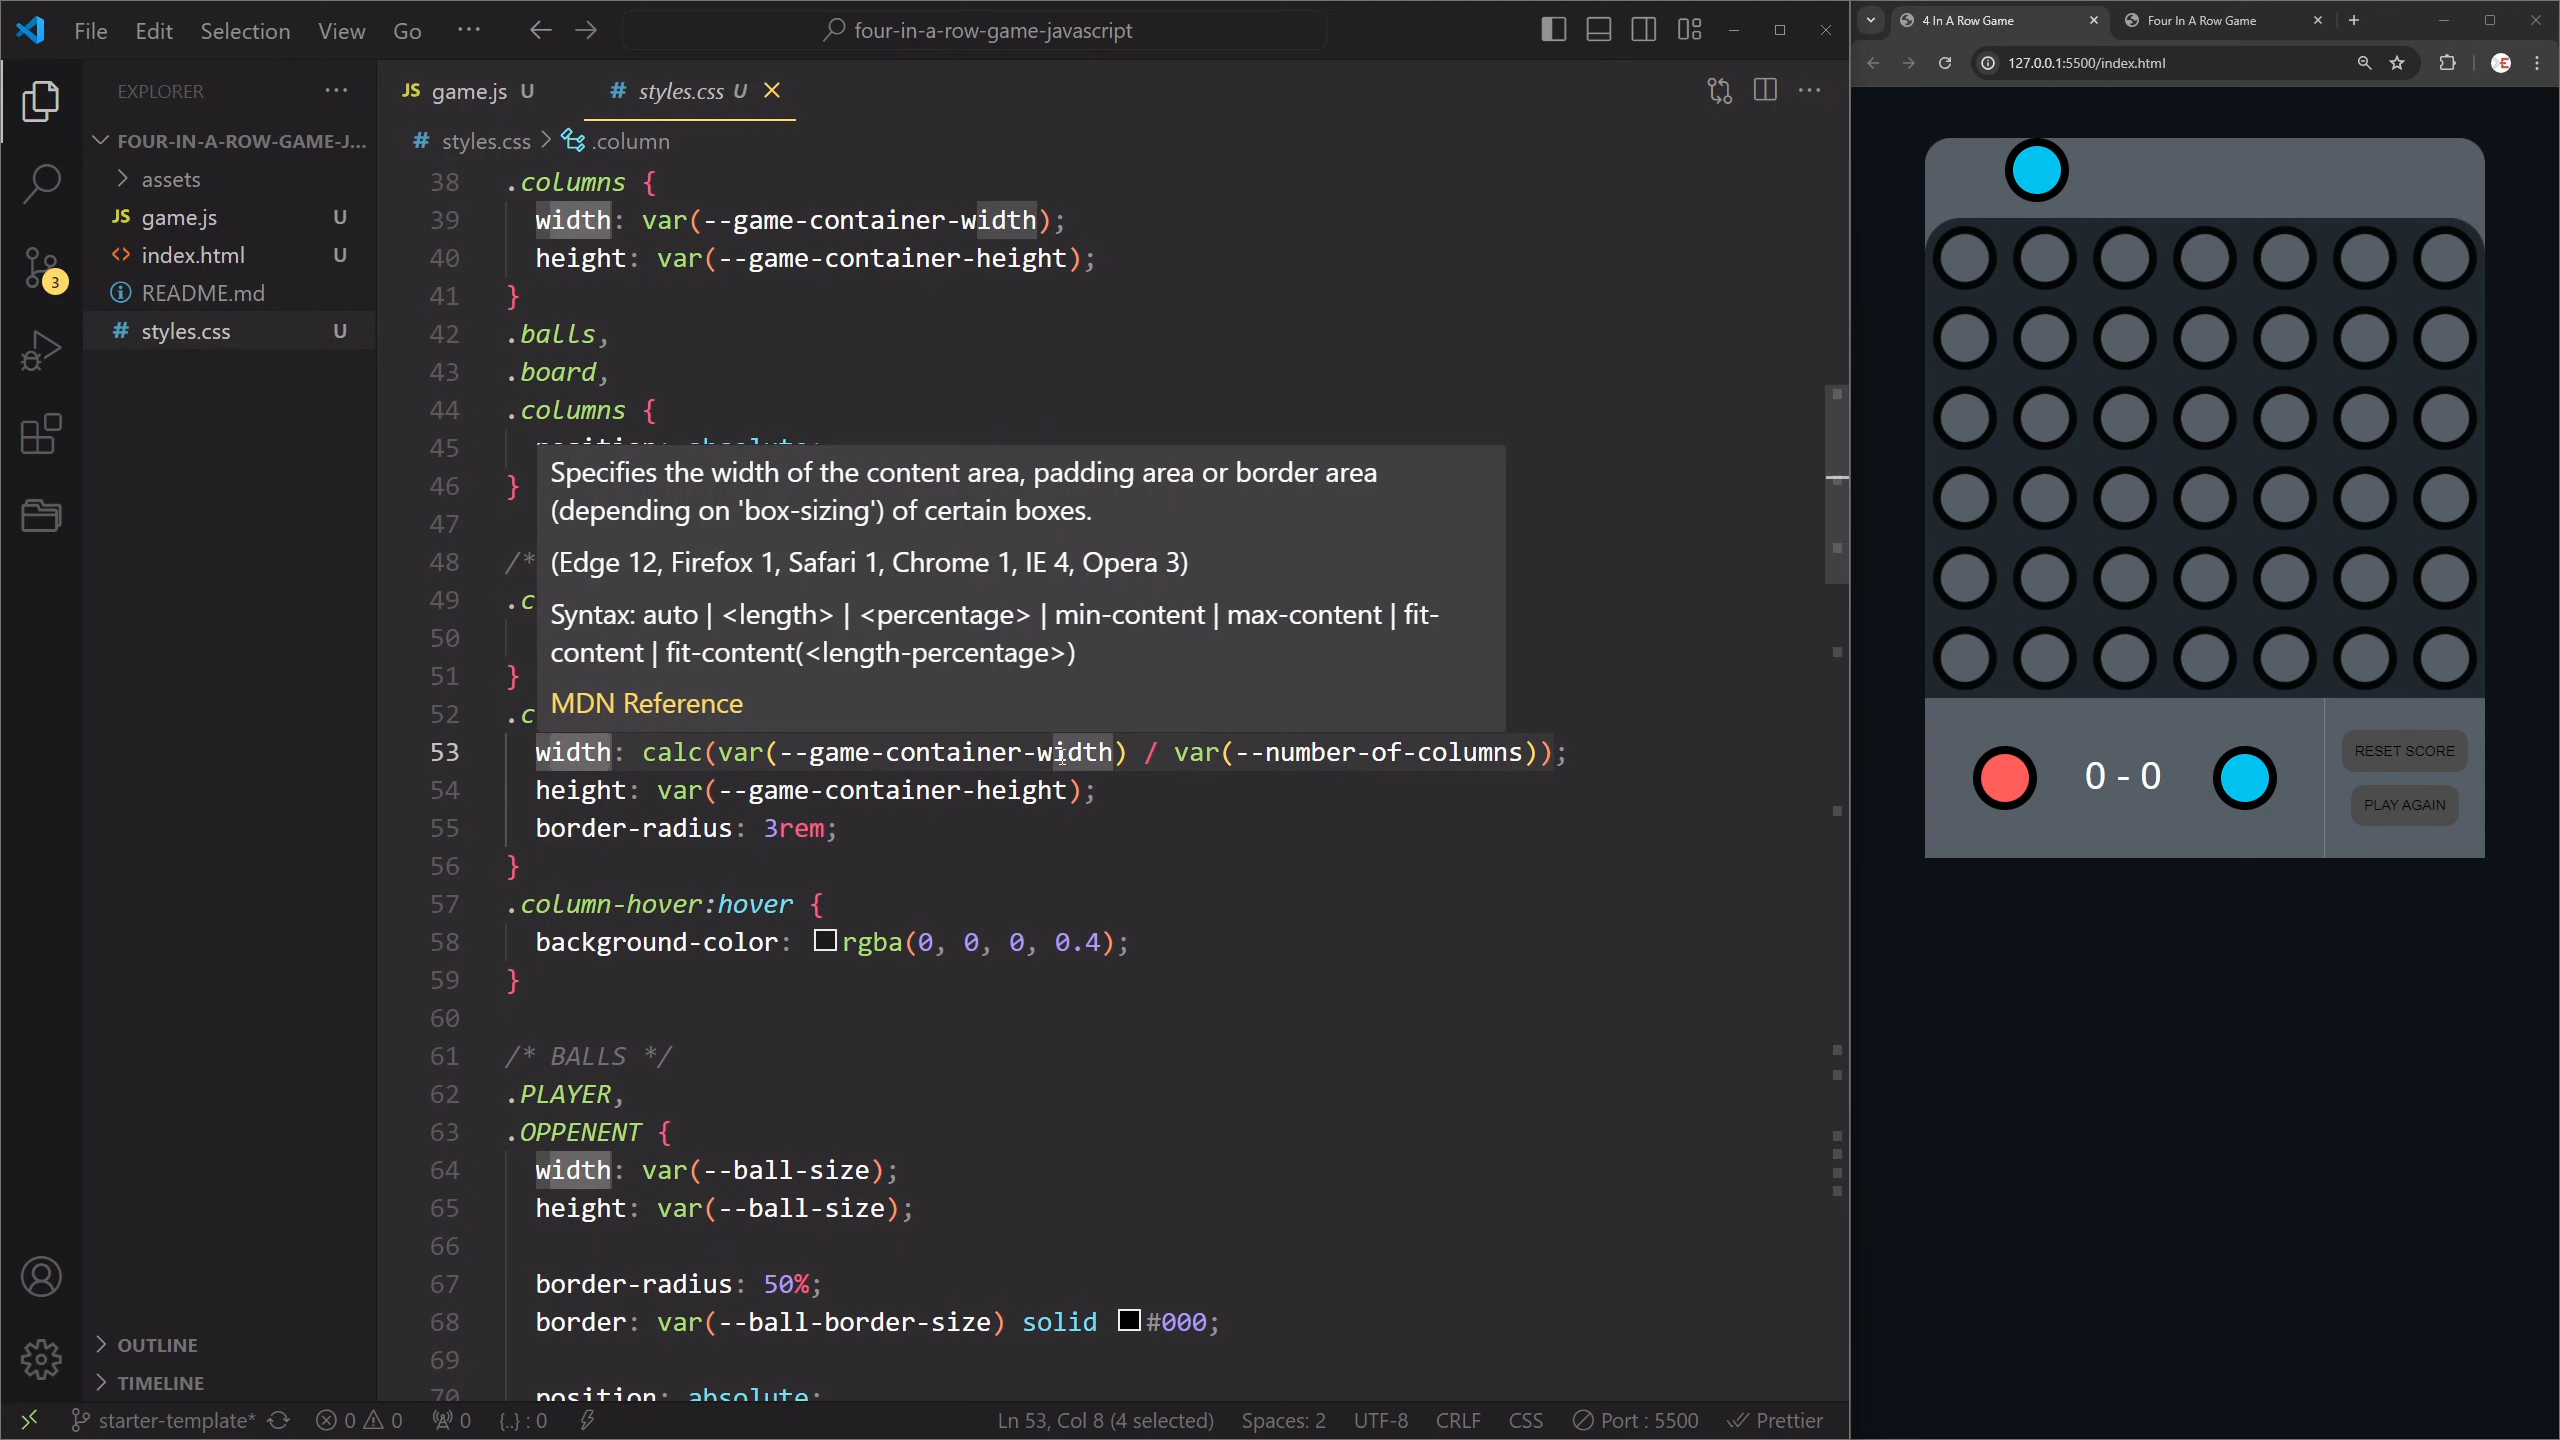 File Edit Selection View Go ···
four-in-a-row-game-javascript
EXPLORER ···
FOUR-IN-A-ROW-GAME-J...
assets
JS game.js U
<> index.html U
README.md
# styles.css U
OUTLINE
TIMELINE
JS game.js U
# styles.css U
# styles.css > .column
38 .columns {
39 width: var(--game-container-width);
40 height: var(--game-container-height);
41 }
42 .balls,
43 .board,
44 .columns {
45 position: absolute;
46 }
47
48 /*
49 .c
50
51 }
52 .c
Specifies the width of the content area, padding area or border area
(depending on 'box-sizing') of certain boxes.
(Edge 12, Firefox 1, Safari 1, Chrome 1, IE 4, Opera 3)
Syntax: auto | <length> | <percentage> | min-content | max-content | fit-
content | fit-content(<length-percentage>)
MDN Reference
53 width: calc(var(--game-container-width) / var(--number-of-columns));
54 height: var(--game-container-height);
55 border-radius: 3rem;
56 }
57 .column-hover:hover {
58 background-color: rgba(0, 0, 0, 0.4);
59 }
60
61 /* BALLS */
62 .PLAYER,
63 .OPPENENT {
64 width: var(--ball-size);
65 height: var(--ball-size);
66
67 border-radius: 50%;
68 border: var(--ball-border-size) solid #000;
69
70 position: absolute;
3
starter-template* 0 0 0 {..} : 0
Ln 53, Col 8 (4 selected) Spaces: 2 UTF-8 CRLF CSS Port : 5500 Prettier
4 In A Row Game
Four In A Row Game
127.0.0.1:5500/index.html
E
0 - 0
RESET SCORE
PLAY AGAIN